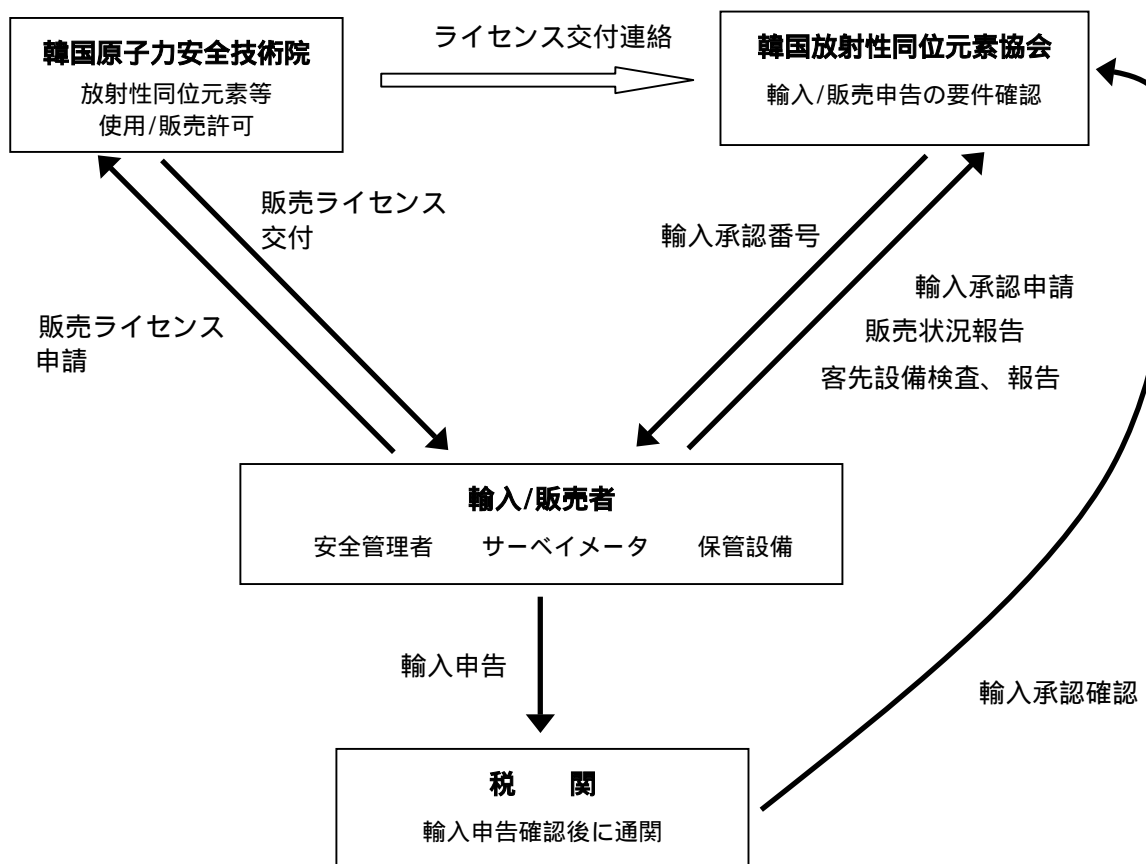 韓国原子力安全技術院
放射性同位元素等
使用/販売許可
ライセンス交付連絡
韓国放射性同位元素協会
輸入/販売申告の要件確認
販売ライセンス
交付
輸入承認番号
輸入承認申請
販売ライセンス
申請
販売状況報告
客先設備検査、報告
輸入/販売者
安全管理者 サーベイメータ 保管設備
輸入申告
輸入承認確認
税 関
輸入申告確認後に通関